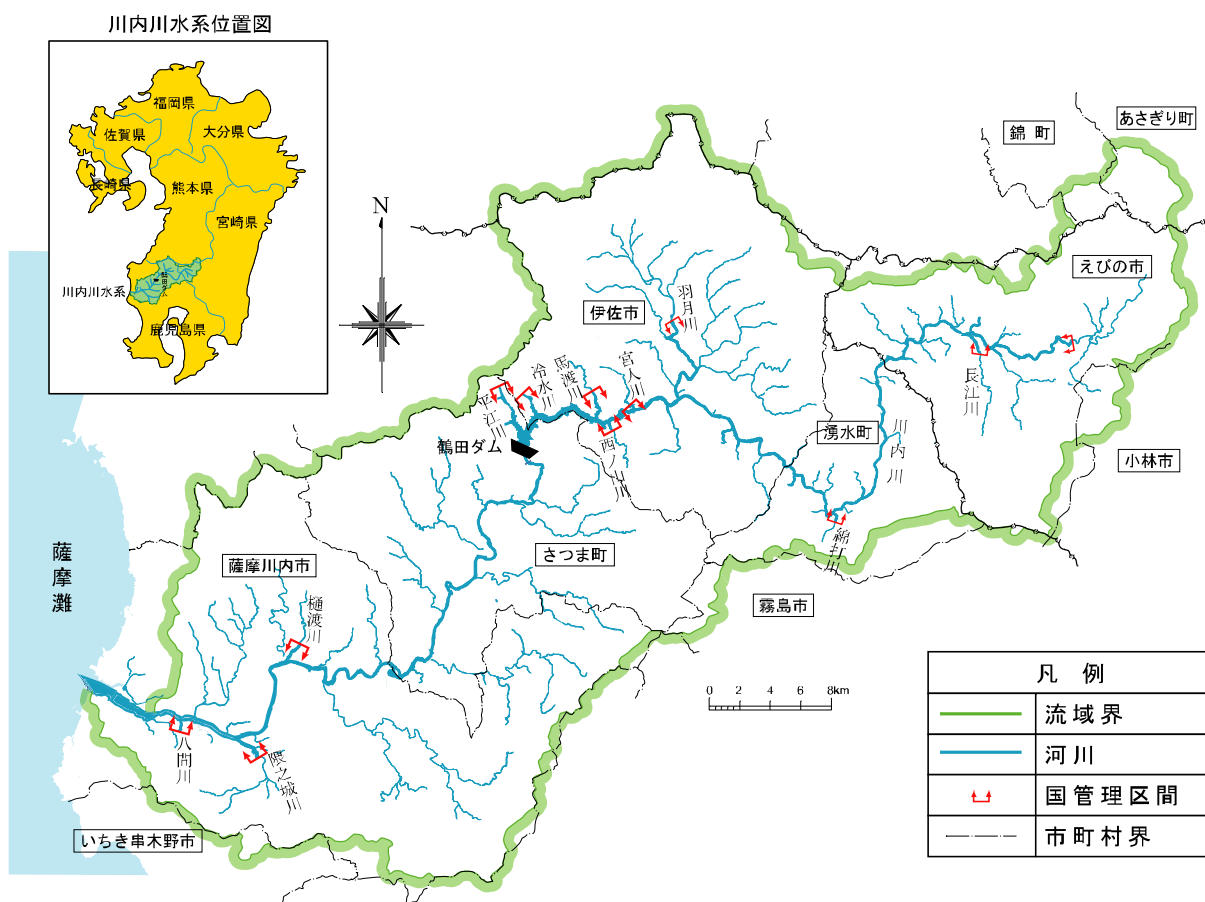 川内川水系位置図
福岡県
佐賀県
大分県
長崎県
熊本県
宮崎県
鶴田ダム
川内川水系
鹿児島県
N
錦町
あさぎり町
えびの市
伊佐市
羽月川
宮人川
馬渡川
冷水川
平江川
鶴田ダム
西ノ川
長江川
湧水町
川内川
小林市
綿打川
さつま町
霧島市
薩摩灘
薩摩川内市
樋渡川
八間川
隈之城川
いちき串木野市
0 2 4 6 8km
凡例
流域界
河川
国管理区間
市町村界